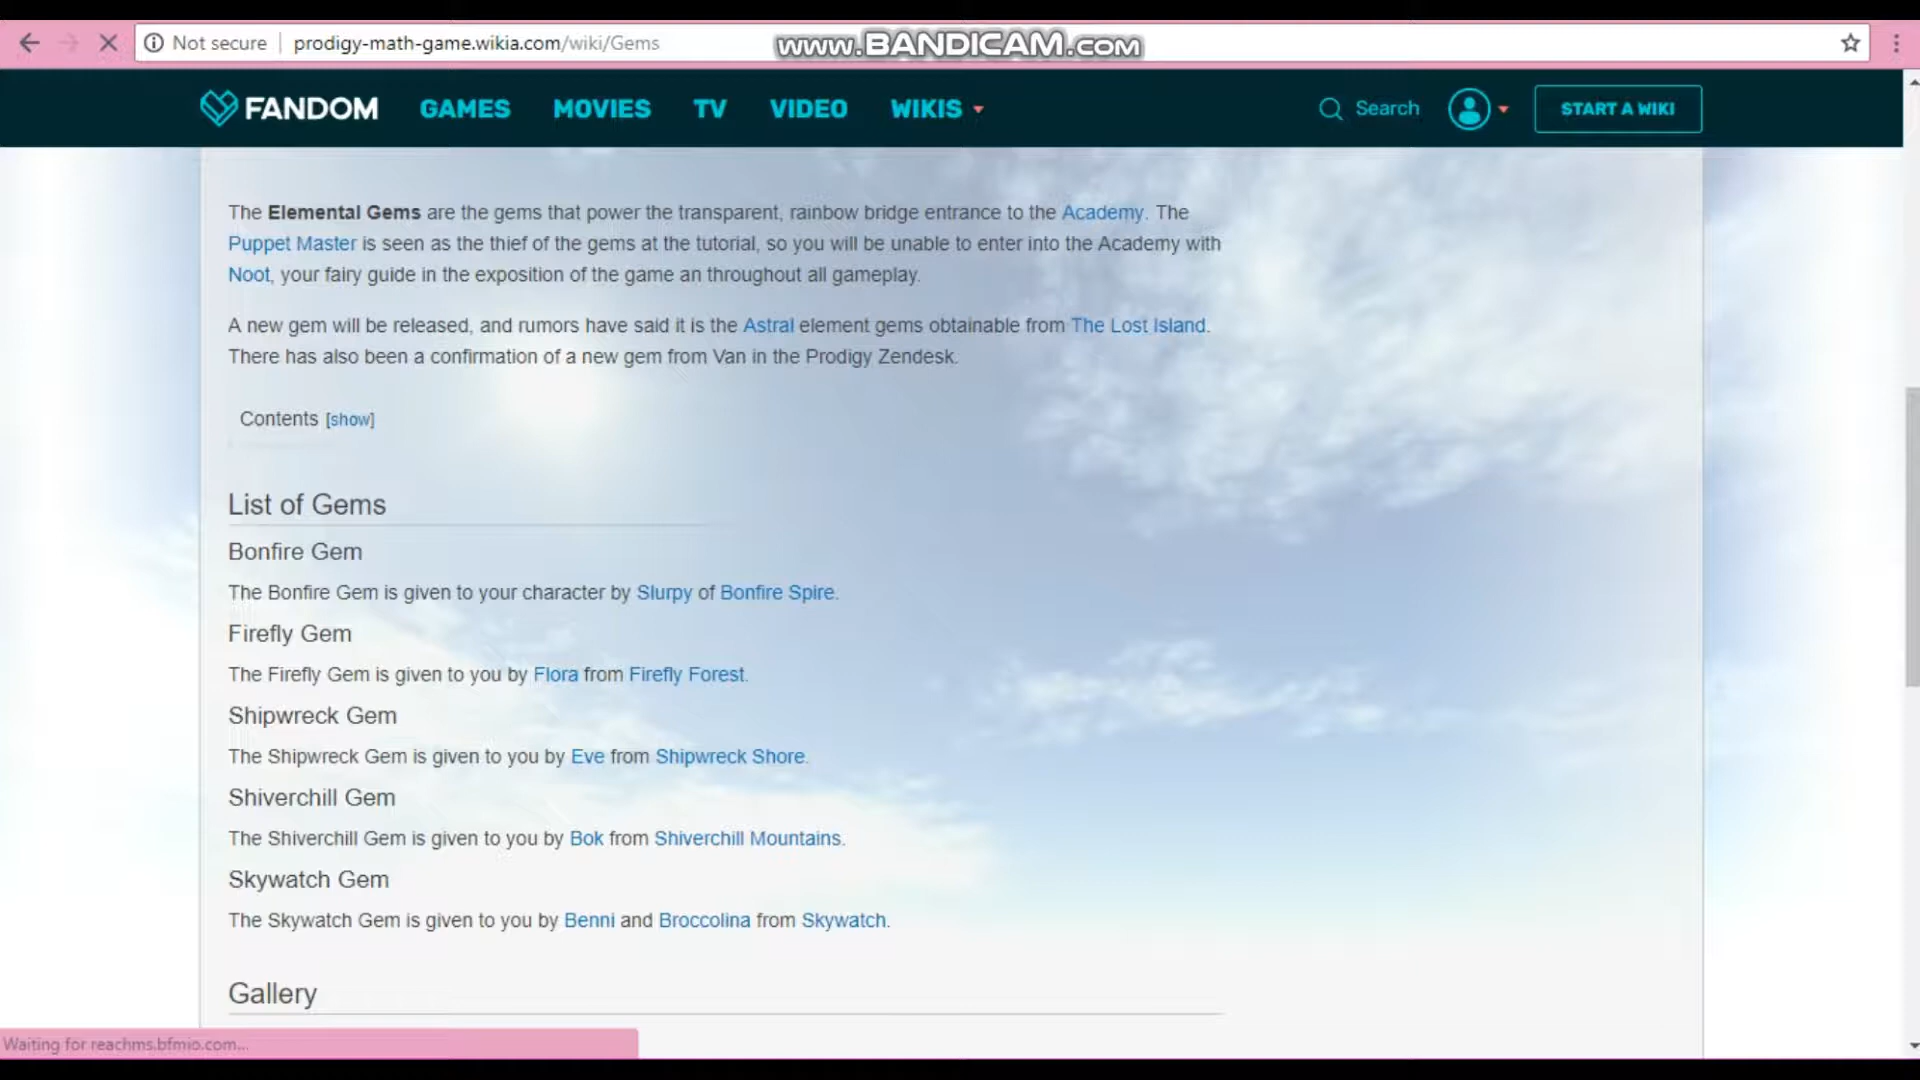 Not secure | prodigy-math-game.wikia.com/wiki/Gems
www.BANDICAM.com
FANDOM GAMES MOVIES TV VIDEO WIKIS Search START A WIKI
The Elemental Gems are the gems that power the transparent, rainbow bridge entrance to the Academy. The
Puppet Master is seen as the thief of the gems at the tutorial, so you will be unable to enter into the Academy with
Noot, your fairy guide in the exposition of the game an throughout all gameplay.
A new gem will be released, and rumors have said it is the Astral element gems obtainable from The Lost Island.
There has also been a confirmation of a new gem from Van in the Prodigy Zendesk.
Contents [show]
List of Gems
Bonfire Gem
The Bonfire Gem is given to your character by Slurpy of Bonfire Spire.
Firefly Gem
The Firefly Gem is given to you by Flora from Firefly Forest.
Shipwreck Gem
The Shipwreck Gem is given to you by Eve from Shipwreck Shore.
Shiverchill Gem
The Shiverchill Gem is given to you by Bok from Shiverchill Mountains.
Skywatch Gem
The Skywatch Gem is given to you by Benni and Broccolina from Skywatch.
Gallery
Waiting for reachms.bfmio.com...